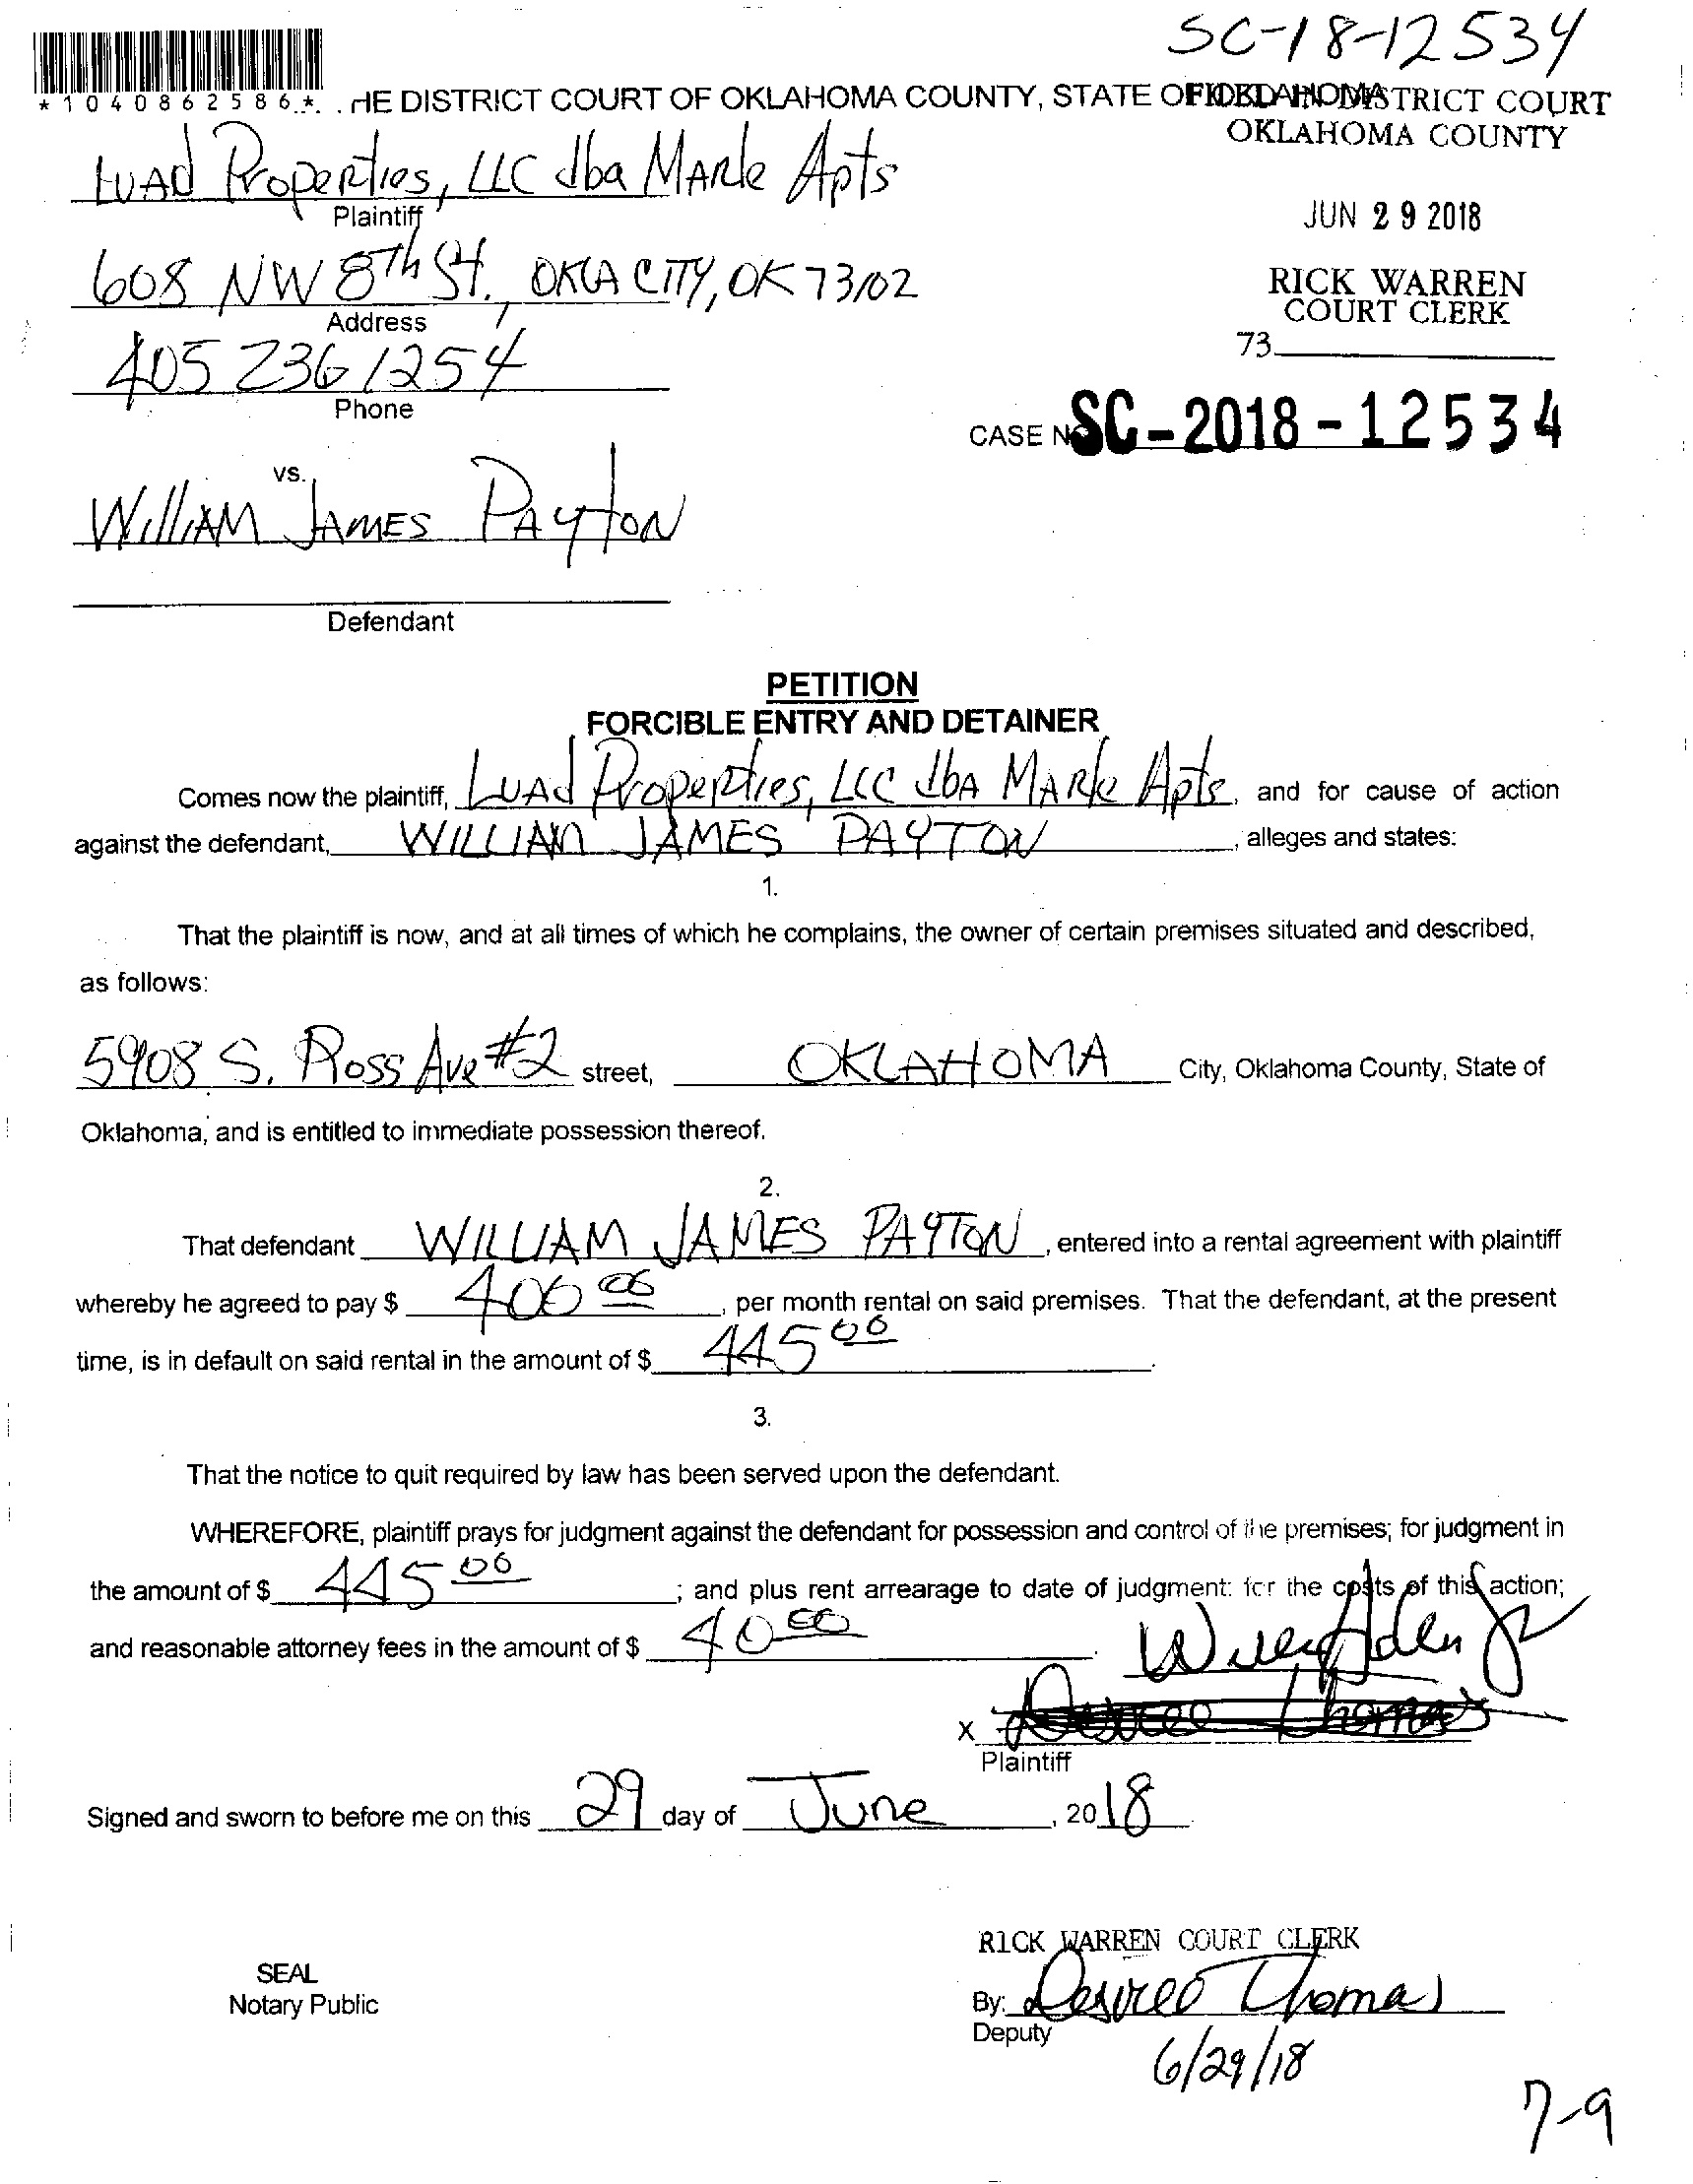 SC-18-12534
*1040862586*
HE DISTRICT COURT OF OKLAHOMA COUNTY, STATE OF OKLAHOMA
DISTRICT COURT
OKLAHOMA COUNTY
LUAd Properties, LLC dba MARle Apts
Plaintiff
JUN 29 2018
608 NW 8Th St., OKLA CITY, OK 73102
Address
RICK WARREN
COURT CLERK
73
405 236 1254
Phone
CASE NO SC-2018-12534
vs.
WilliAM JAMES PAytoN
Defendant
PETITION
FORCIBLE ENTRY AND DETAINER
Comes now the plaintiff, LUAd Properties, LLC dbA MARle Apts, and for cause of action
against the defendant, WILLIAM JAMES PAYTON, alleges and states:
1.
That the plaintiff is now, and at all times of which he complains, the owner of certain premises situated and described,
as follows:
5908 S. Ross Ave #2 street, OKLAHOMA City, Oklahoma County, State of
Oklahoma, and is entitled to immediate possession thereof.
2.
That defendant WILLIAM JAMES PAYTON, entered into a rental agreement with plaintiff
whereby he agreed to pay $ 400 00, per month rental on said premises. That the defendant, at the present
time, is in default on said rental in the amount of $ 445 00.
3.
That the notice to quit required by law has been served upon the defendant.
WHEREFORE, plaintiff prays for judgment against the defendant for possession and control of the premises; for judgment in
the amount of $ 445 00; and plus rent arrearage to date of judgment: for the costs of this action;
and reasonable attorney fees in the amount of $ 40 00.
X Desiree Thomas
Plaintiff
Signed and sworn to before me on this 29 day of June, 2018
RICK WARREN COURT CLERK
SEAL
Notary Public
By: Desiree Thomas
Deputy
6/29/18
7-9